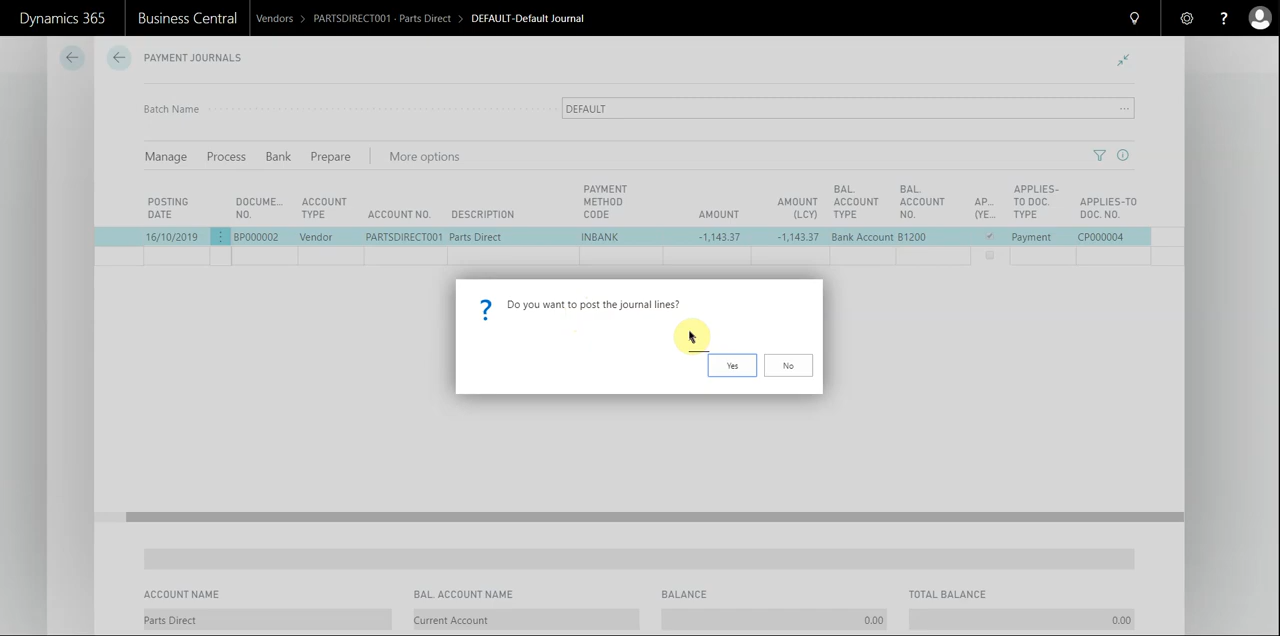 Dynamics 365 Business Central Vendors > PARTSDIRECT001 · Parts Direct > DEFAULT-Default Journal ?
PAYMENT JOURNALS
Batch Name DEFAULT ...
Manage Process Bank Prepare More options
POSTING DATE DOCUME... NO. ACCOUNT TYPE ACCOUNT NO. DESCRIPTION PAYMENT METHOD CODE AMOUNT AMOUNT (LCY) BAL. ACCOUNT TYPE BAL. ACCOUNT NO. AP... (YE... APPLIES-TO DOC. TYPE APPLIES-TO DOC. NO.
16/10/2019 BP000002 Vendor PARTSDIRECT001 Parts Direct INBANK -1,143.37 -1,143.37 Bank Account B1200 Payment CP000004
? Do you want to post the journal lines?
Yes No
ACCOUNT NAME BAL. ACCOUNT NAME BALANCE TOTAL BALANCE
Parts Direct Current Account 0.00 0.00